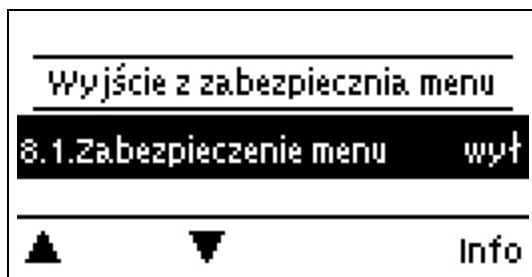 Wyjście z zabezpiecznia menu
8.1.Zabezpieczenie menu wył
▲ ▼ Info